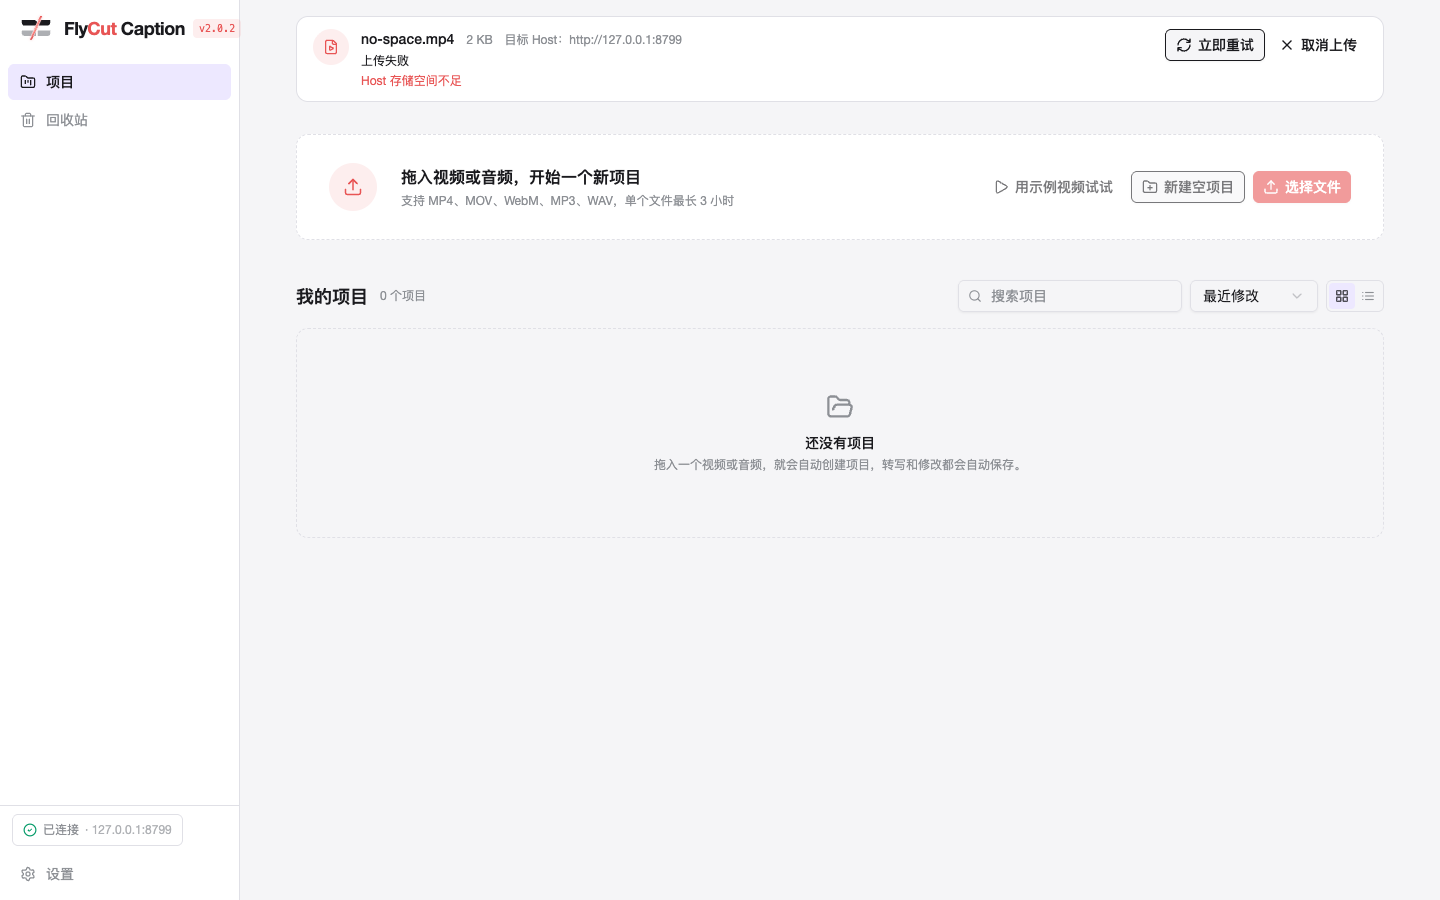 FlyCut Caption v2.0.2
项目
回收站
no-space.mp4 2 KB 目标 Host：http://127.0.0.1:8799
上传失败
Host 存储空间不足
立即重试
取消上传
拖入视频或音频，开始一个新项目
支持 MP4、MOV、WebM、MP3、WAV，单个文件最长 3 小时
用示例视频试试
新建空项目
选择文件
我的项目 0 个项目
搜索项目
最近修改
还没有项目
拖入一个视频或音频，就会自动创建项目，转写和修改都会自动保存。
已连接 · 127.0.0.1:8799
设置